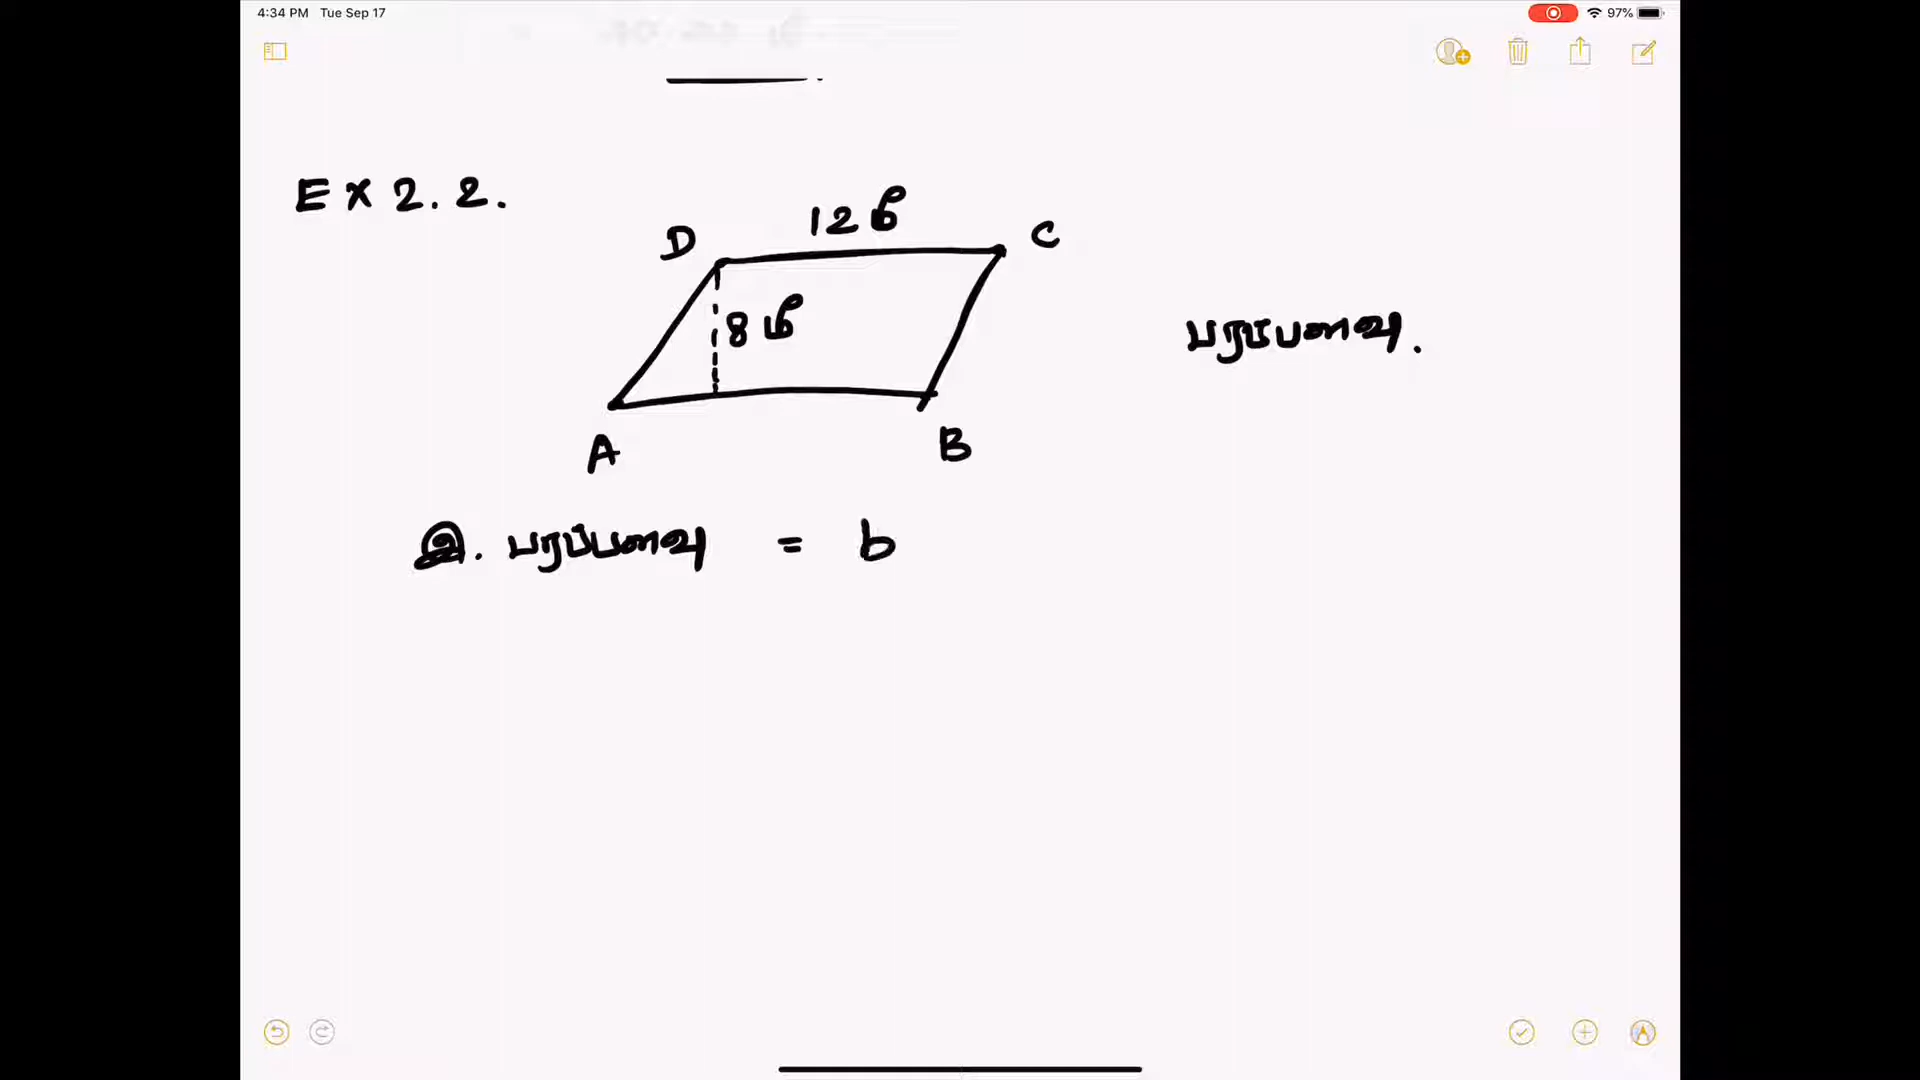 4:34 PM Tue Sep 17
97%
Ex 2.2.
12 மீ
D
C
8 மீ
பரப்பளவு.
A
B
இ. பரப்பளவு = b